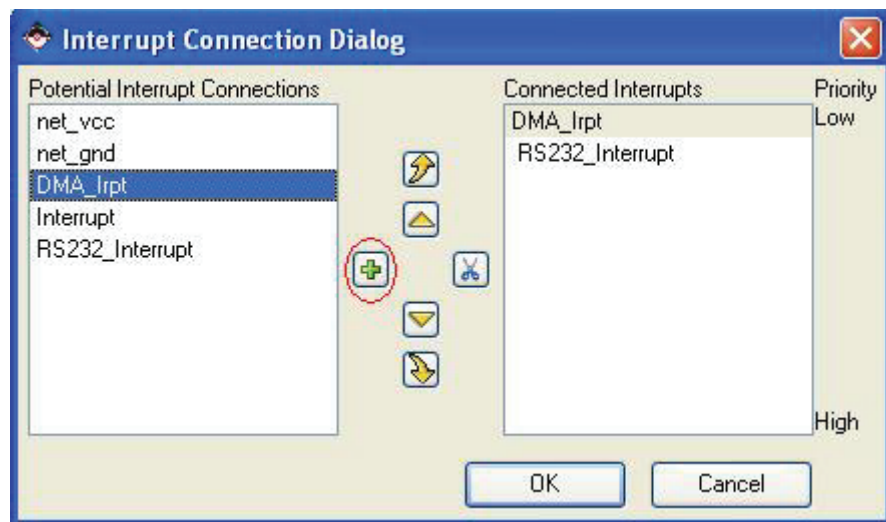 Interrupt Connection Dialog
Potential Interrupt Connections
net_vcc
net_gnd
DMA_Irpt
Interrupt
RS232_Interrupt
Connected Interrupts
DMA_Irpt
RS232_Interrupt
Priority
Low
High
OK
Cancel